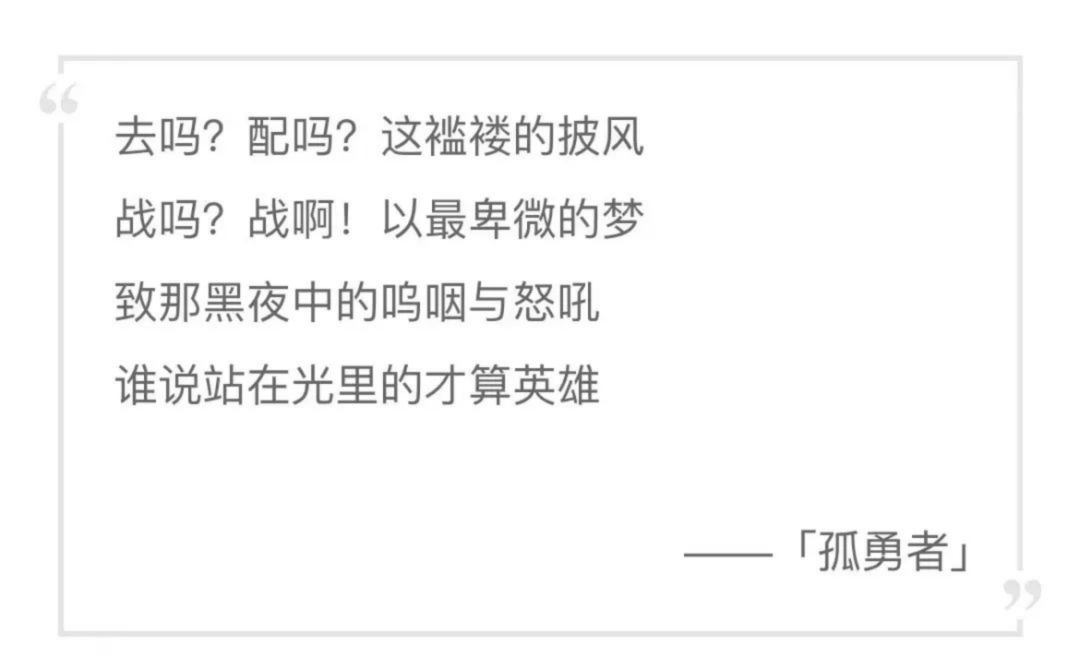 去吗？配吗？这褴褛的披风
战吗？战啊！以最卑微的梦
致那黑夜中的呜咽与怒吼
谁说站在光里的才算英雄
——「孤勇者」